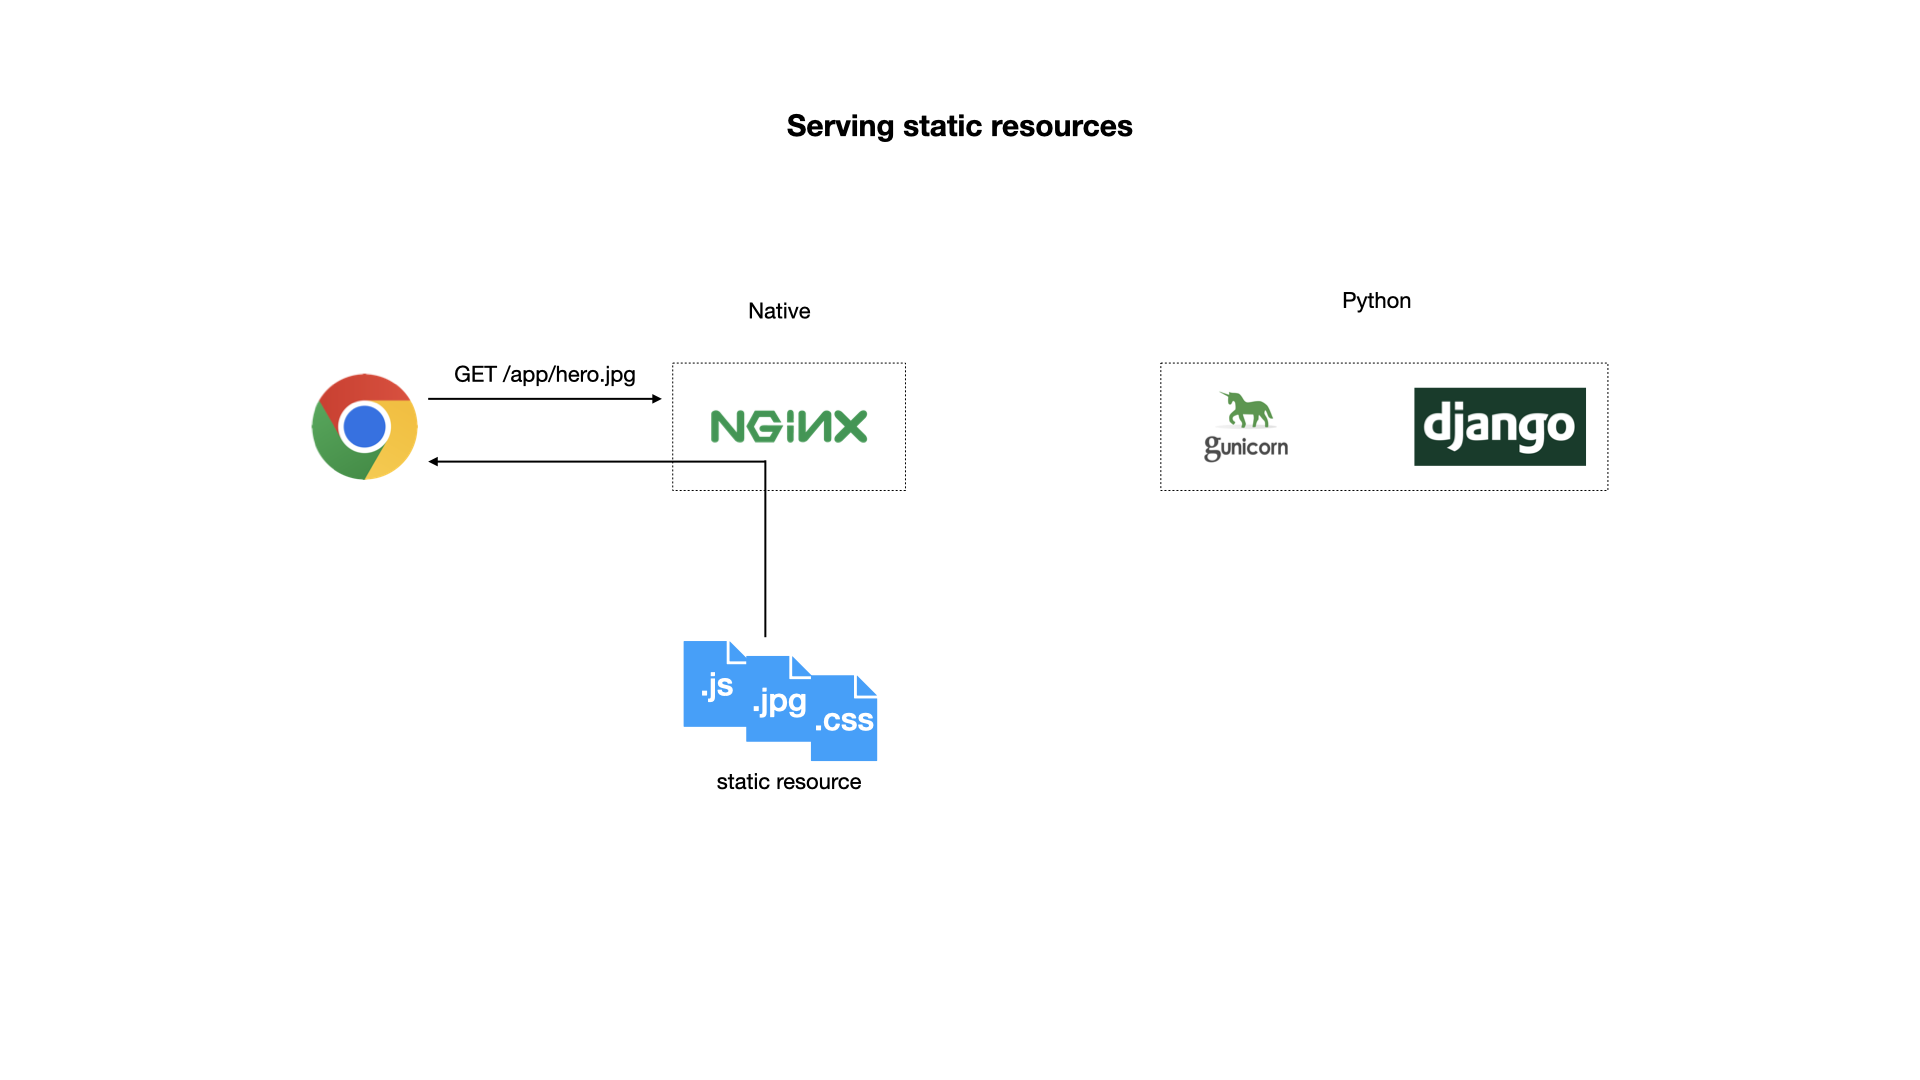 Serving static resources
Native
Python
GET /app/hero.jpg
NGINX
gunicorn
django
.js
.jpg
.css
static resource